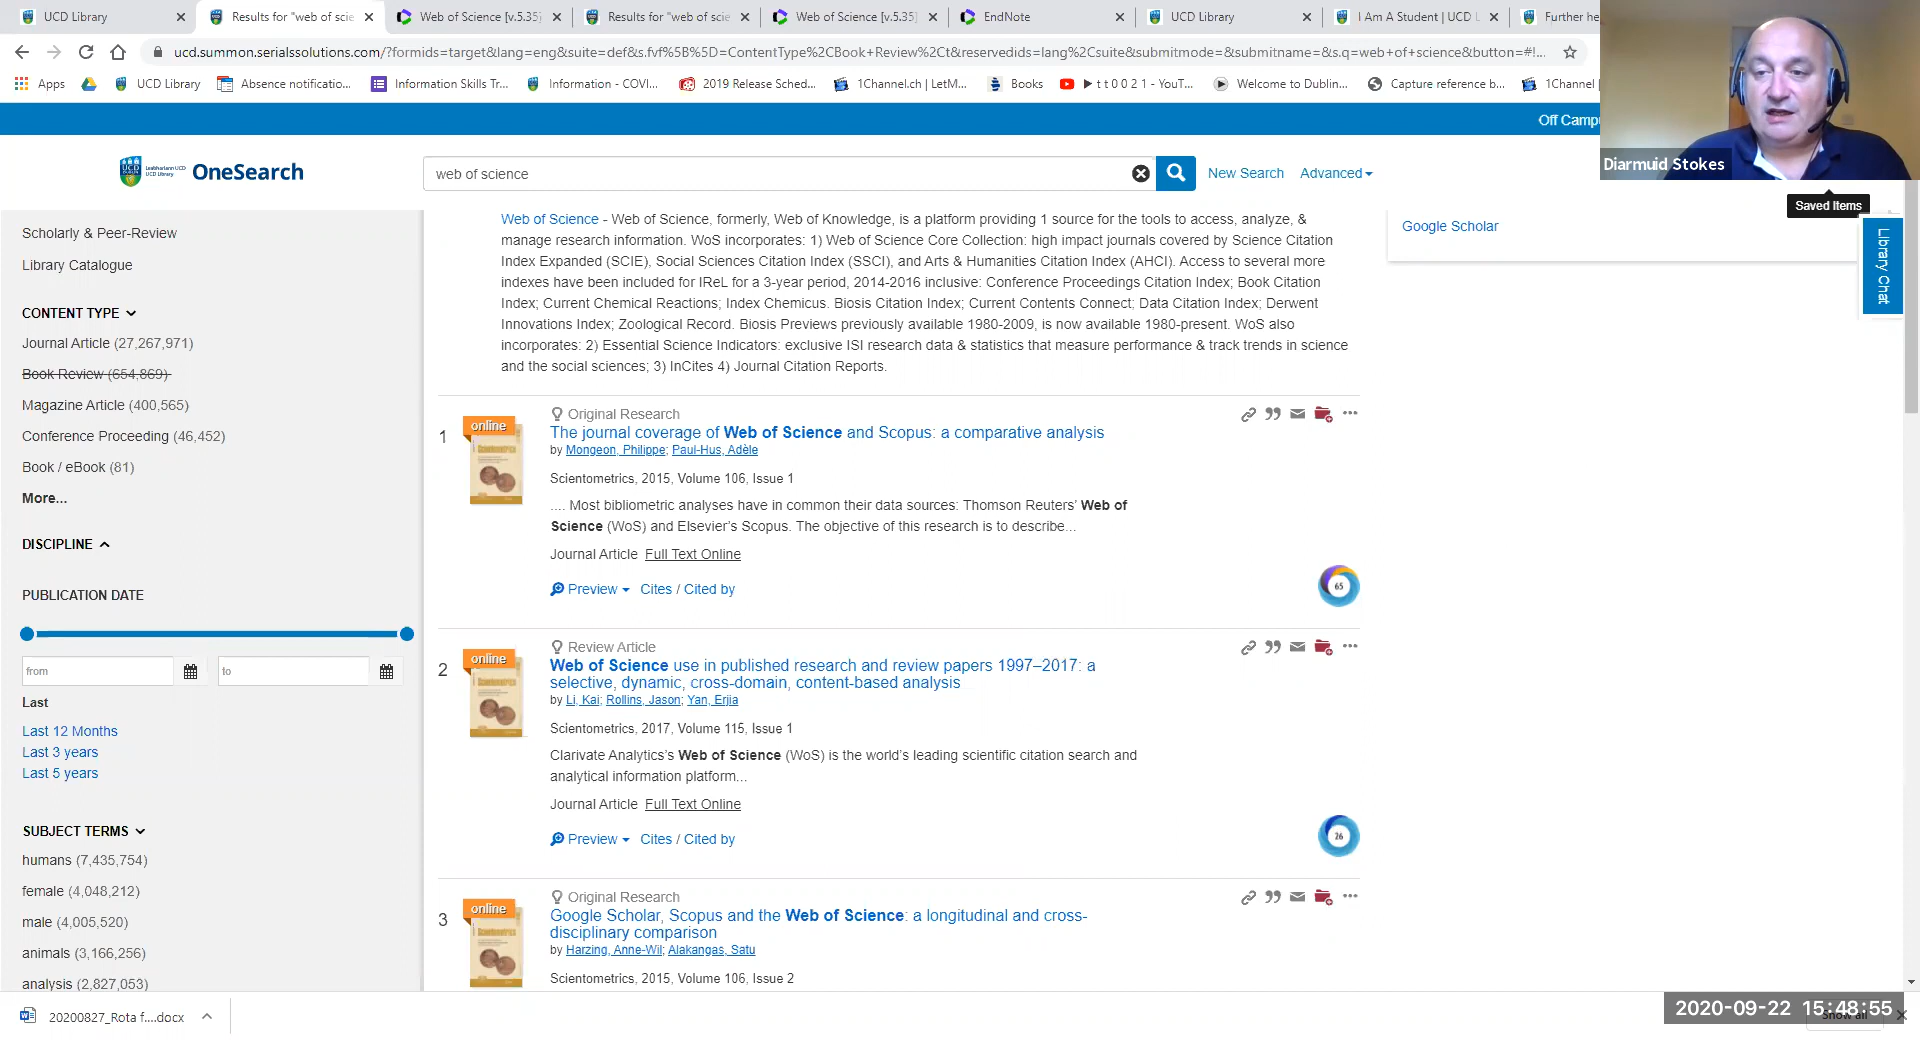 UCD Library
Results for "web of scie
Web of Science [v.5.35]
Results for "web of scie
Web of Science [v.5.35]
EndNote
UCD Library
I Am A Student | UCD L
Further he
ucd.summon.serialssolutions.com/?formids=target&lang=eng&suite=def&s.fvf%5B%5D=ContentType%2CBook+Review%2Ct&reservedids=lang%2Csuite&submitmode=&submitname=&s.q=web+of+science&button=#!...
Apps
UCD Library
Absence notificatio...
Information Skills Tr...
Information - COVI...
2019 Release Sched...
1Channel.ch | LetM...
Books
▶ t t 0 0 2 1 - YouT...
Welcome to Dublin...
Capture reference b...
1Channel
Off Campu
Diarmuid Stokes
Saved Items
Leabharlann UCD
UCD Library
OneSearch
web of science
New Search
Advanced
Library Chat
Scholarly & Peer-Review
Library Catalogue
CONTENT TYPE
Journal Article (27,267,971)
Book Review (654,869)
Magazine Article (400,565)
Conference Proceeding (46,452)
Book / eBook (81)
More...
DISCIPLINE
PUBLICATION DATE
from
to
Last
Last 12 Months
Last 3 years
Last 5 years
SUBJECT TERMS
humans (7,435,754)
female (4,048,212)
male (4,005,520)
animals (3,166,256)
analysis (2,827,053)
Web of Science - Web of Science, formerly, Web of Knowledge, is a platform providing 1 source for the tools to access, analyze, &
manage research information. WoS incorporates: 1) Web of Science Core Collection: high impact journals covered by Science Citation
Index Expanded (SCIE), Social Sciences Citation Index (SSCI), and Arts & Humanities Citation Index (AHCI). Access to several more
indexes have been included for IReL for a 3-year period, 2014-2016 inclusive: Conference Proceedings Citation Index; Book Citation
Index; Current Chemical Reactions; Index Chemicus. Biosis Citation Index; Current Contents Connect; Data Citation Index; Derwent
Innovations Index; Zoological Record. Biosis Previews previously available 1980-2009, is now available 1980-present. WoS also
incorporates: 2) Essential Science Indicators: exclusive ISI research data & statistics that measure performance & track trends in science
and the social sciences; 3) InCites 4) Journal Citation Reports.
Google Scholar
1
online
Original Research
The journal coverage of Web of Science and Scopus: a comparative analysis
by Mongeon, Philippe; Paul-Hus, Adèle
Scientometrics, 2015, Volume 106, Issue 1
.... Most bibliometric analyses have in common their data sources: Thomson Reuters' Web of
Science (WoS) and Elsevier's Scopus. The objective of this research is to describe...
Journal Article Full Text Online
Preview Cites / Cited by
65
2
online
Review Article
Web of Science use in published research and review papers 1997–2017: a
selective, dynamic, cross-domain, content-based analysis
by Li, Kai; Rollins, Jason; Yan, Erjia
Scientometrics, 2017, Volume 115, Issue 1
Clarivate Analytics's Web of Science (WoS) is the world's leading scientific citation search and
analytical information platform...
Journal Article Full Text Online
Preview Cites / Cited by
26
3
online
Original Research
Google Scholar, Scopus and the Web of Science: a longitudinal and cross-
disciplinary comparison
by Harzing, Anne-Wil; Alakangas, Satu
Scientometrics, 2015, Volume 106, Issue 2
20200827_Rota f....docx
2020-09-22 15:48:55
Show all